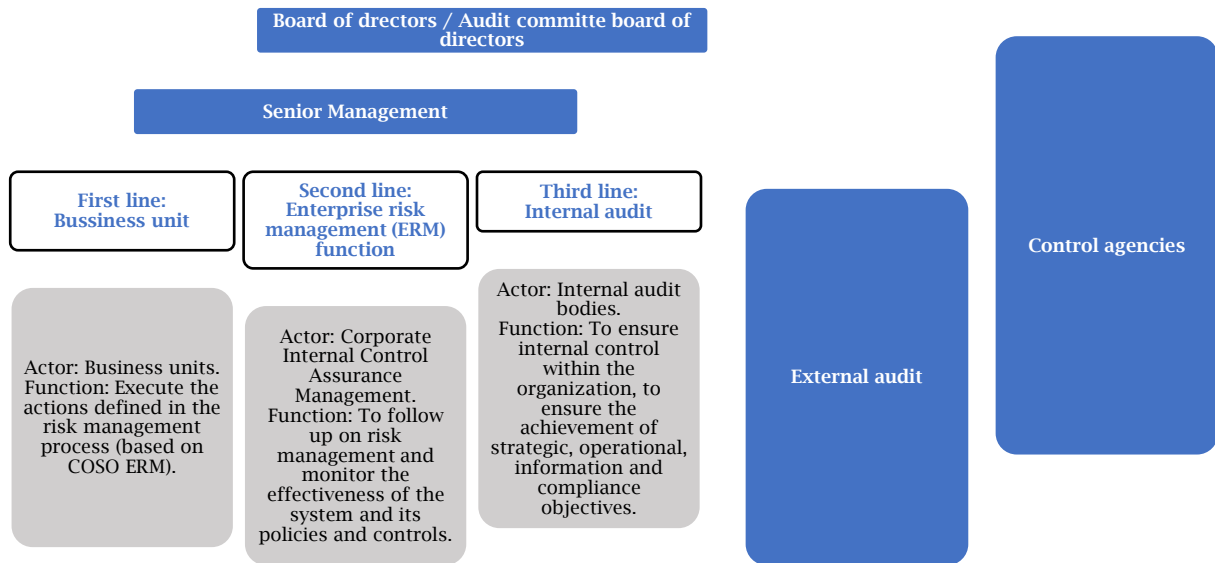 Board of drectors / Audit committe board of
directors
Senior Management
First line:
Bussiness unit
Second line:
Enterprise risk
management (ERM)
function
Third line:
Internal audit
Actor: Business units.
Function: Execute the
actions defined in the
risk management
process (based on
COSO ERM).
Actor: Corporate
Internal Control
Assurance
Management.
Function: To follow
up on risk
management and
monitor the
effectiveness of the
system and its
policies and controls.
Actor: Internal audit
bodies.
Function: To ensure
internal control
within the
organization, to
ensure the
achievement of
strategic, operational,
information and
compliance
objectives.
External audit
Control agencies